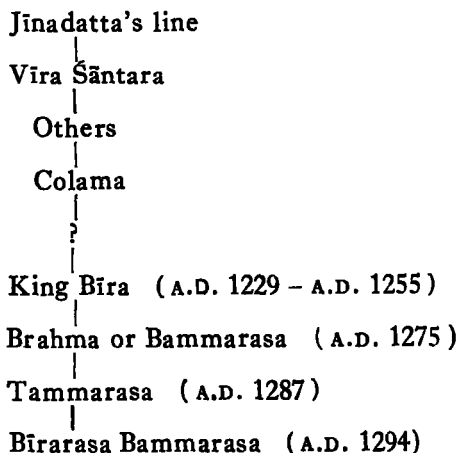 Jīnadatta's line
Vīra Śāntara
Others
Colama
?
King Bīra (A.D. 1229 – A.D. 1255)
Brahma or Bammarasa (A.D. 1275)
Tammarasa (A.D. 1287)
Bīrarasa Bammarasa (A.D. 1294)